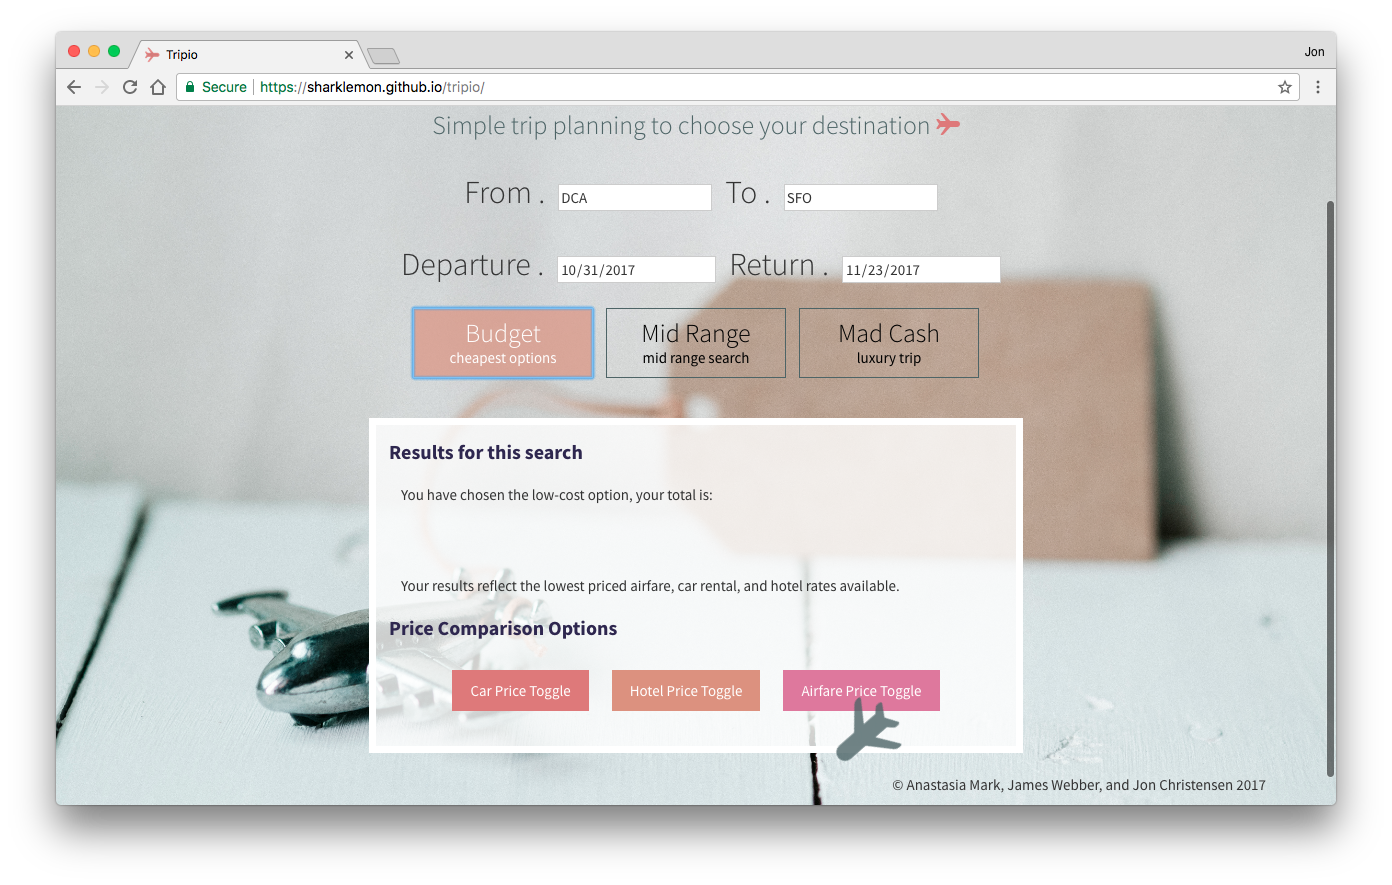 Tripio
Jon
Secure https://sharklemon.github.io/tripio/
Simple trip planning to choose your destination
From . DCA To . SFO
Departure . 10/31/2017 Return . 11/23/2017
Budget
cheapest options
Mid Range
mid range search
Mad Cash
luxury trip
Results for this search
You have chosen the low-cost option, your total is:
Your results reflect the lowest priced airfare, car rental, and hotel rates available.
Price Comparison Options
Car Price Toggle Hotel Price Toggle Airfare Price Toggle
© Anastasia Mark, James Webber, and Jon Christensen 2017